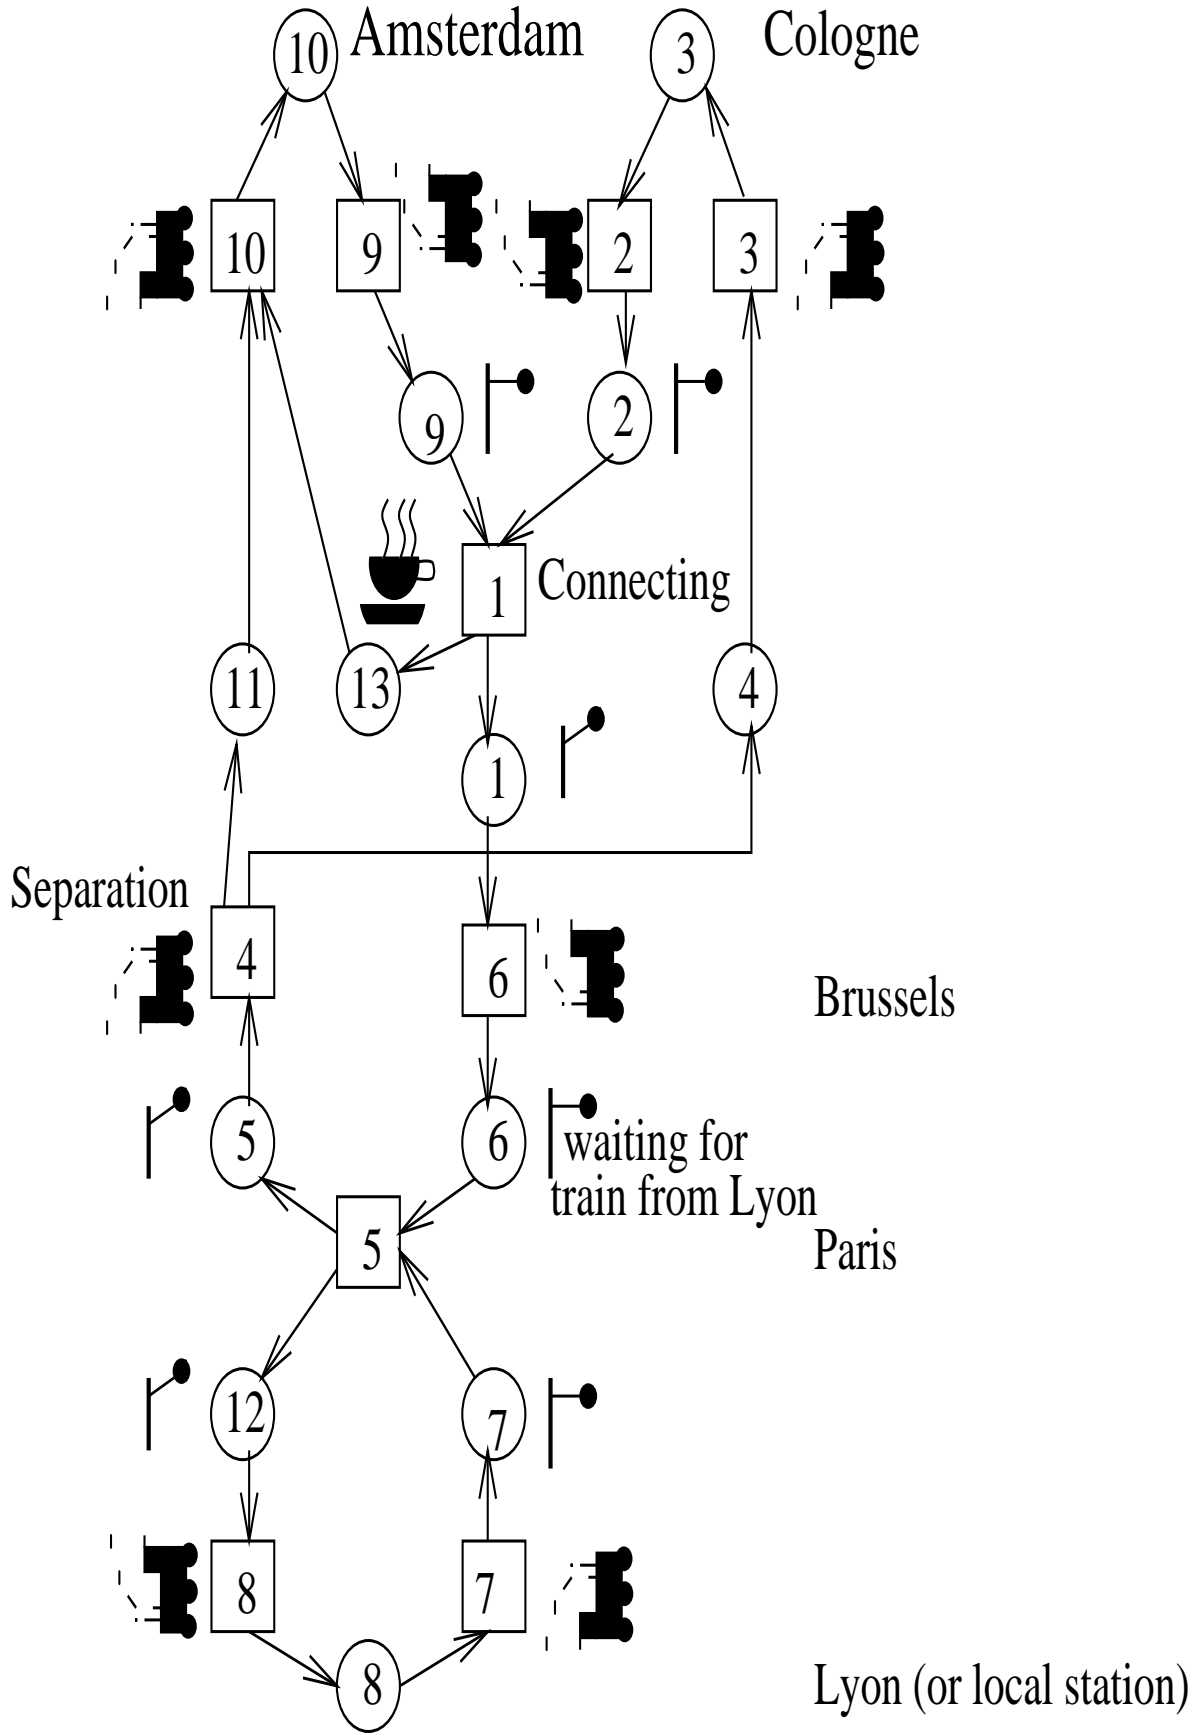 10 Amsterdam 3 Cologne
10 9 2 3
9 2
1 Connecting
11 13 4
1
Separation
4 6
Brussels
5 6 waiting for
train from Lyon
5 Paris
12 7
8 7
8 Lyon (or local station)